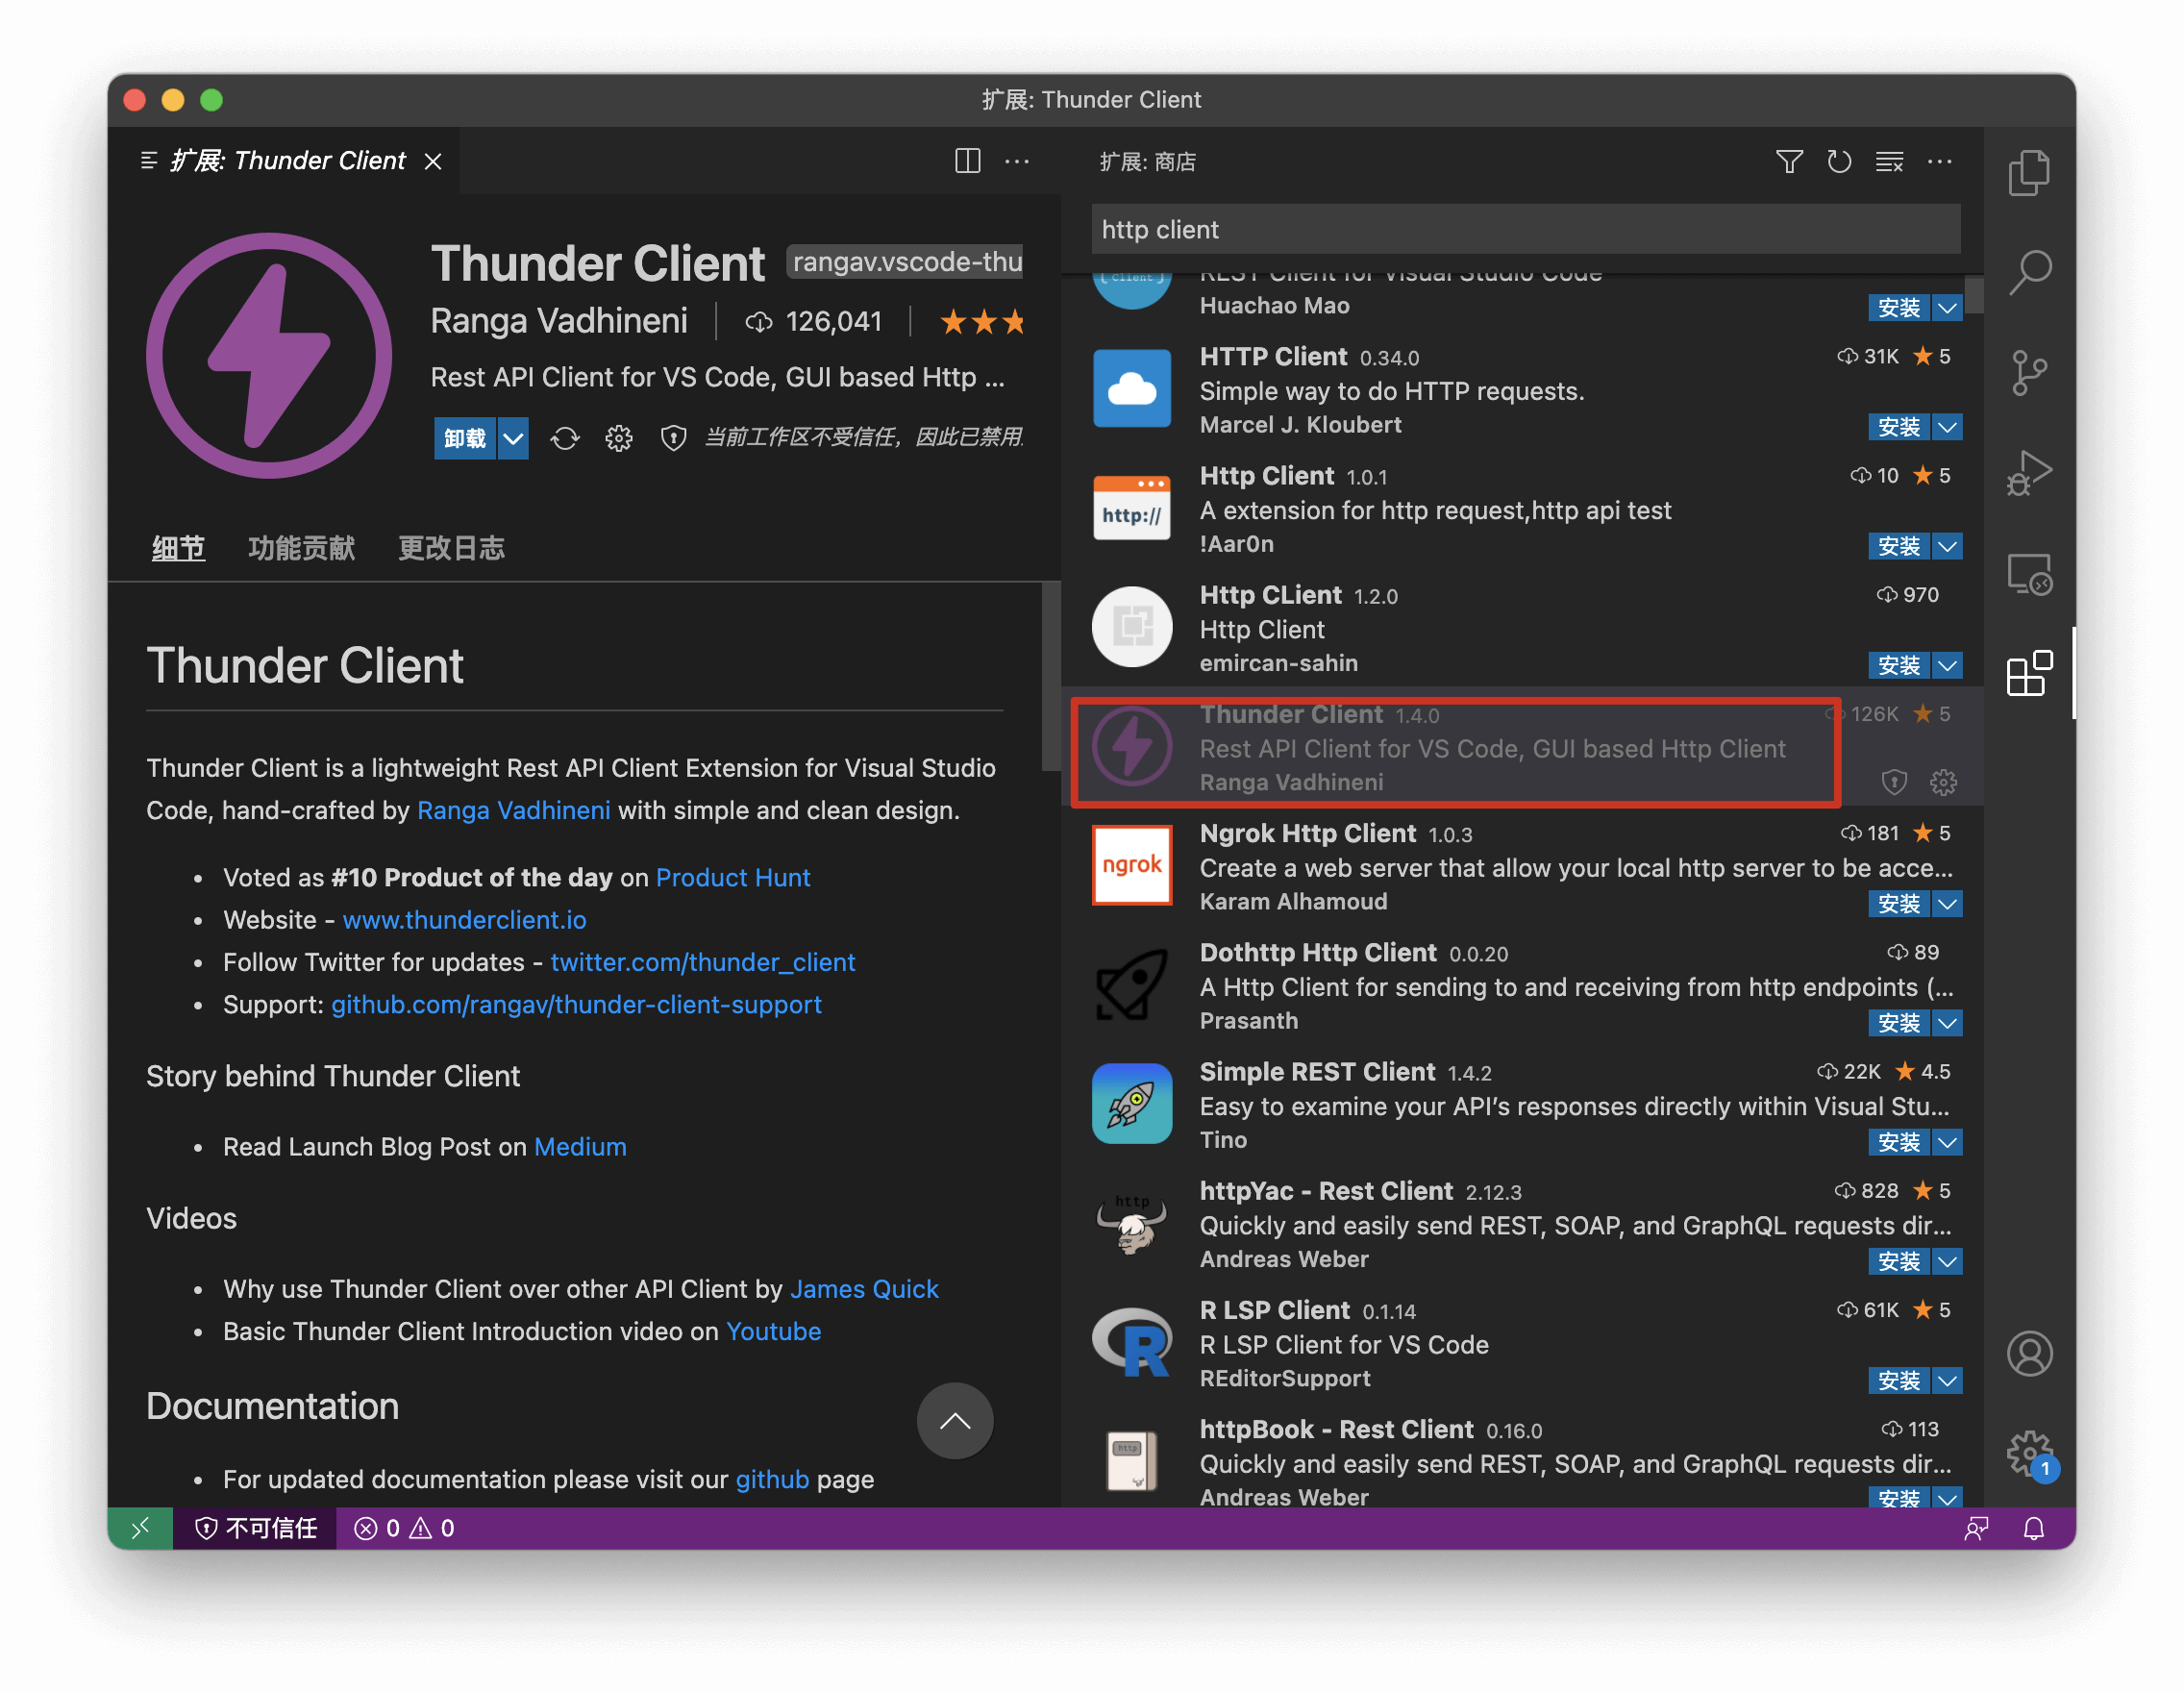 扩展: Thunder Client
扩展: Thunder Client
Thunder Client rangav.vscode-thu
Ranga Vadhineni 126,041
Rest API Client for VS Code, GUI based Http ...
卸载 当前工作区不受信任，因此已禁用
细节 功能贡献 更改日志
Thunder Client
Thunder Client is a lightweight Rest API Client Extension for Visual Studio
Code, hand-crafted by Ranga Vadhineni with simple and clean design.
Voted as #10 Product of the day on Product Hunt
Website - www.thunderclient.io
Follow Twitter for updates - twitter.com/thunder_client
Support: github.com/rangav/thunder-client-support
Story behind Thunder Client
Read Launch Blog Post on Medium
Videos
Why use Thunder Client over other API Client by James Quick
Basic Thunder Client Introduction video on Youtube
Documentation
For updated documentation please visit our github page
扩展: 商店
http client
{ client }
REST Client for Visual Studio Code
Huachao Mao
安装
HTTP Client 0.34.0 31K 5
Simple way to do HTTP requests.
Marcel J. Kloubert
安装
http://
Http Client 1.0.1 10 5
A extension for http request,http api test
!Aar0n
安装
Http CLient 1.2.0 970
Http Client
emircan-sahin
安装
Thunder Client 1.4.0 126K 5
Rest API Client for VS Code, GUI based Http Client
Ranga Vadhineni
ngrok
Ngrok Http Client 1.0.3 181 5
Create a web server that allow your local http server to be acce...
Karam Alhamoud
安装
Dothttp Http Client 0.0.20 89
A Http Client for sending to and receiving from http endpoints (...
Prasanth
安装
Simple REST Client 1.4.2 22K 4.5
Easy to examine your API’s responses directly within Visual Stu...
Tino
安装
http
httpYac - Rest Client 2.12.3 828 5
Quickly and easily send REST, SOAP, and GraphQL requests dir...
Andreas Weber
安装
R
R LSP Client 0.1.14 61K 5
R LSP Client for VS Code
REditorSupport
安装
http
httpBook - Rest Client 0.16.0 113
Quickly and easily send REST, SOAP, and GraphQL requests dir...
Andreas Weber
安装
1
不可信任 0 0